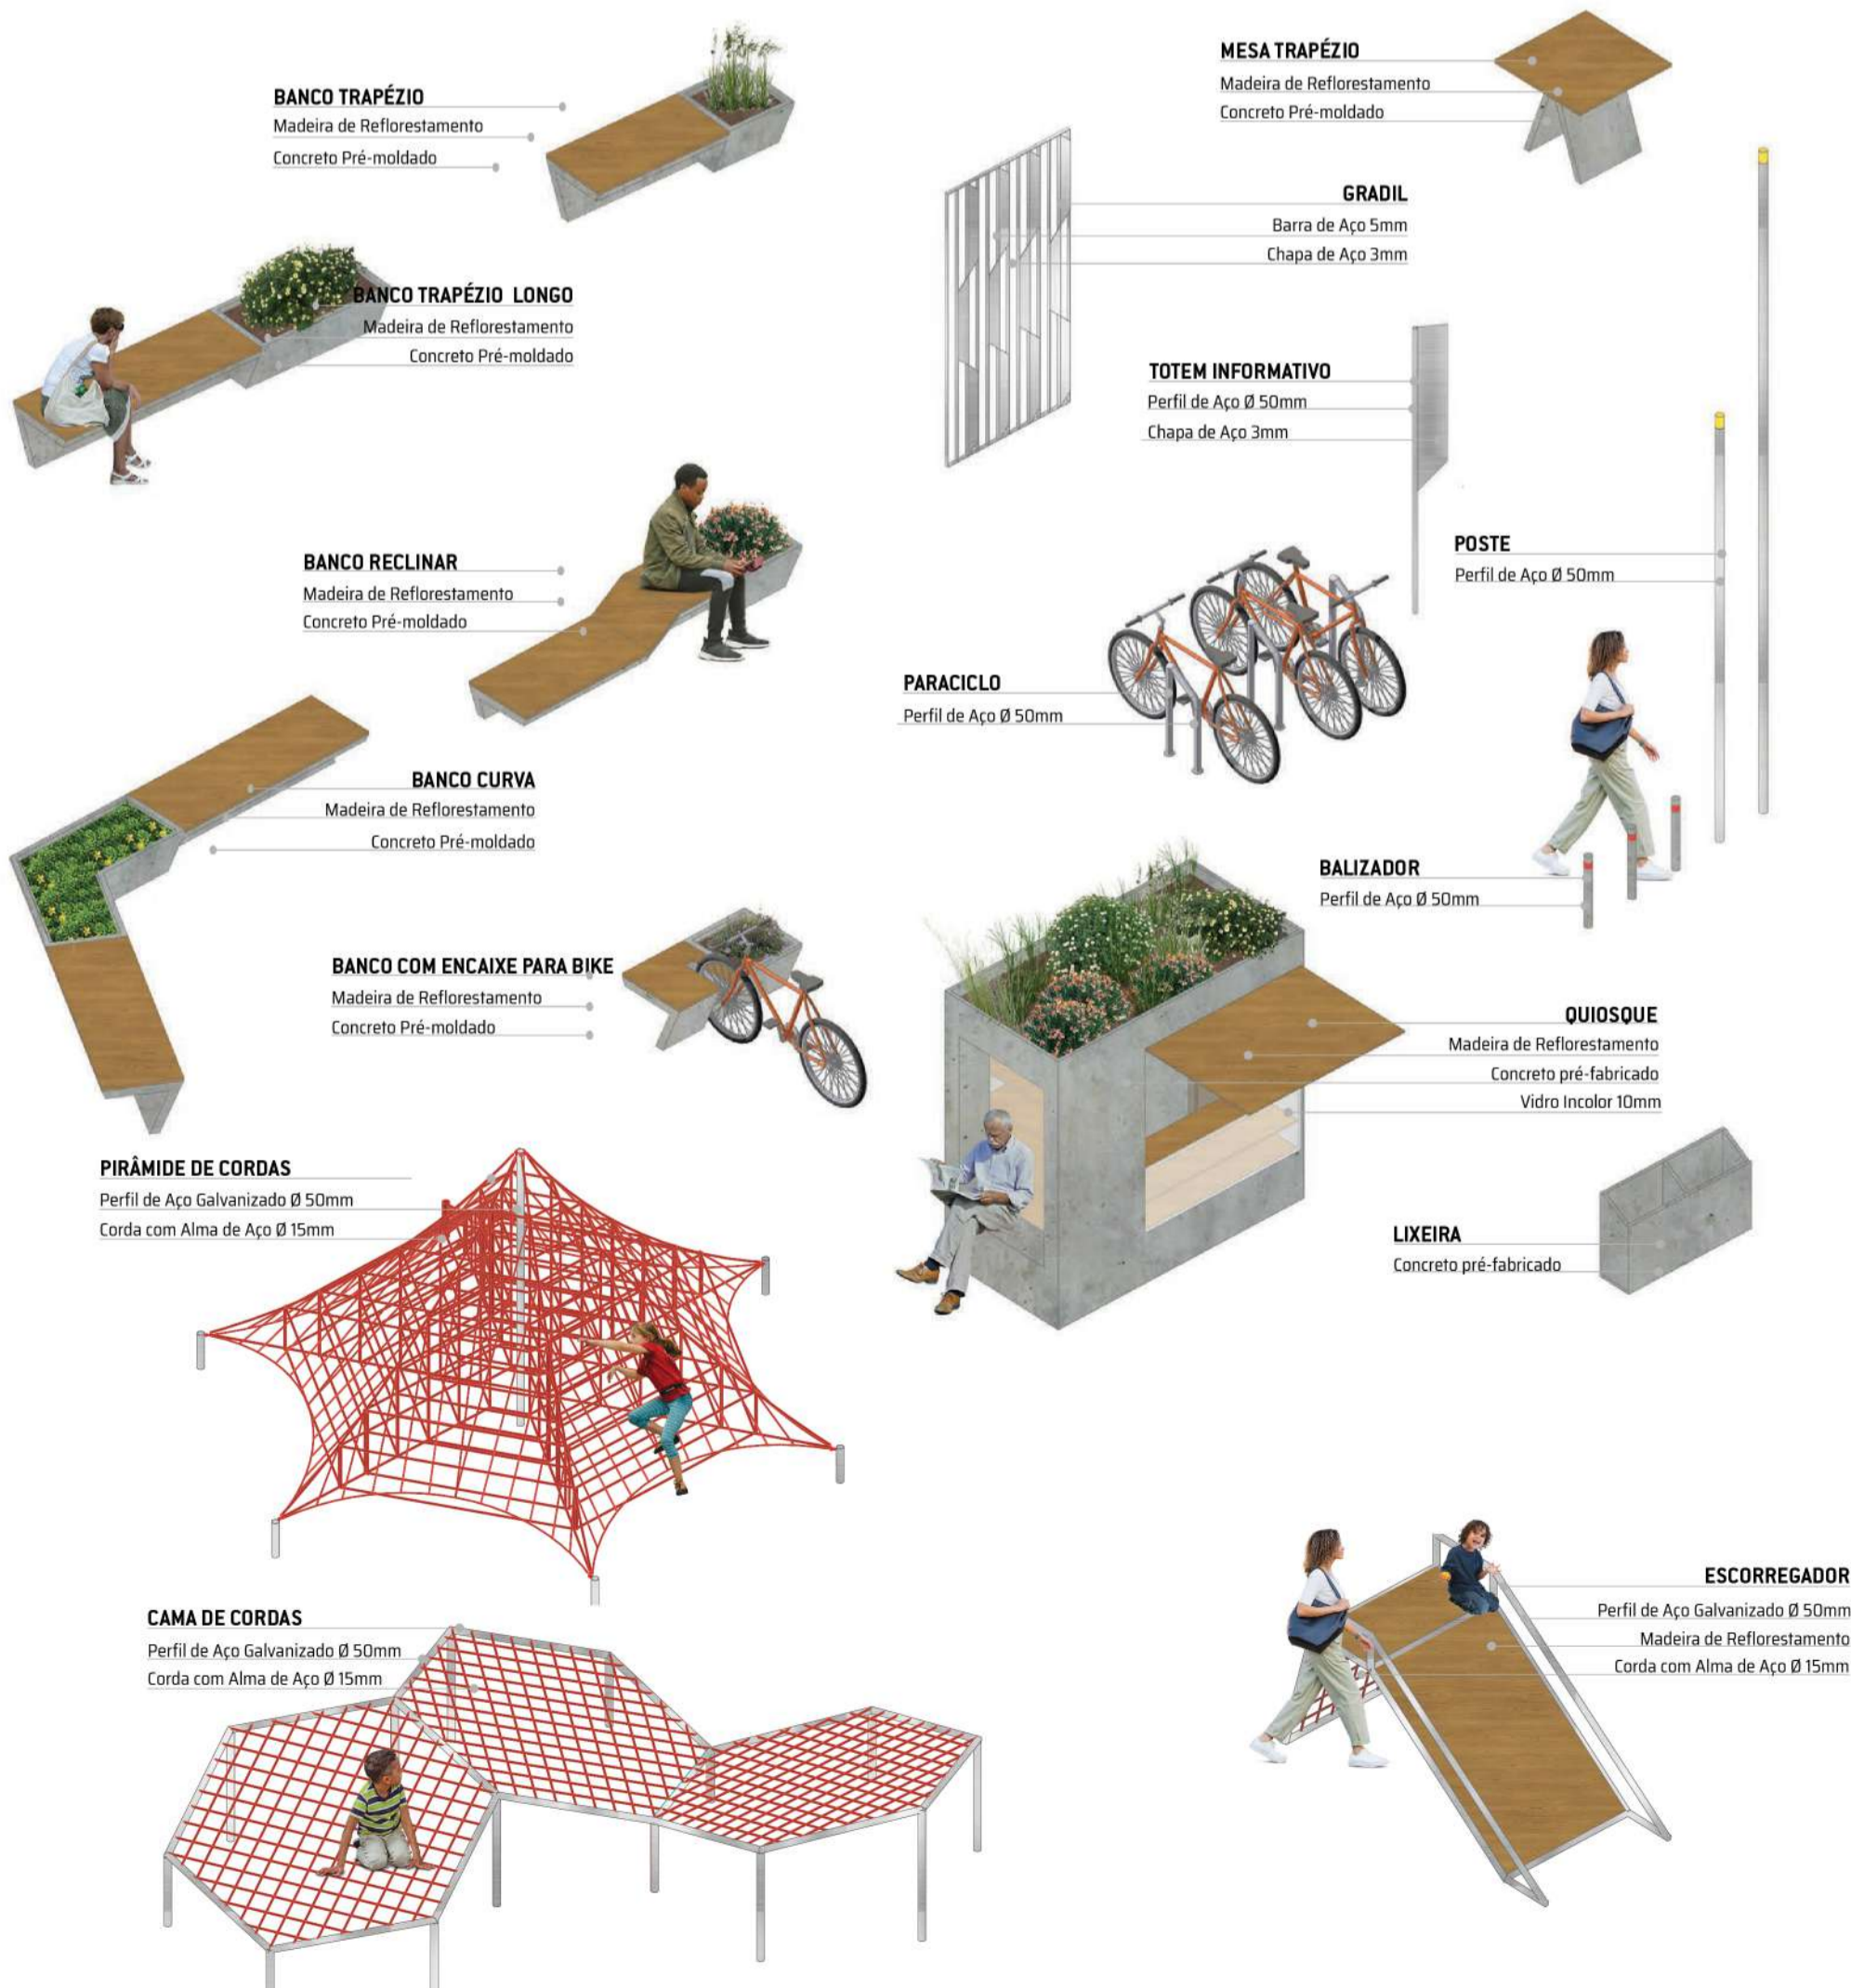 BANCO TRAPÉZIO
Madeira de Reflorestamento
Concreto Pré-moldado
BANCO TRAPÉZIO LONGO
Madeira de Reflorestamento
Concreto Pré-moldado
BANCO RECLINAR
Madeira de Reflorestamento
Concreto Pré-moldado
BANCO CURVA
Madeira de Reflorestamento
Concreto Pré-moldado
BANCO COM ENCAIXE PARA BIKE
Madeira de Reflorestamento
Concreto Pré-moldado
PIRÂMIDE DE CORDAS
Perfil de Aço Galvanizado Ø 50mm
Corda com Alma de Aço Ø 15mm
CAMA DE CORDAS
Perfil de Aço Galvanizado Ø 50mm
Corda com Alma de Aço Ø 15mm
MESA TRAPÉZIO
Madeira de Reflorestamento
Concreto Pré-moldado
GRADIL
Barra de Aço 5mm
Chapa de Aço 3mm
TOTEM INFORMATIVO
Perfil de Aço Ø 50mm
Chapa de Aço 3mm
POSTE
Perfil de Aço Ø 50mm
PARACICLO
Perfil de Aço Ø 50mm
BALIZADOR
Perfil de Aço Ø 50mm
QUIOSQUE
Madeira de Reflorestamento
Concreto pré-fabricado
Vidro Incolor 10mm
LIXEIRA
Concreto pré-fabricado
ESCORREGADOR
Perfil de Aço Galvanizado Ø 50mm
Madeira de Reflorestamento
Corda com Alma de Aço Ø 15mm